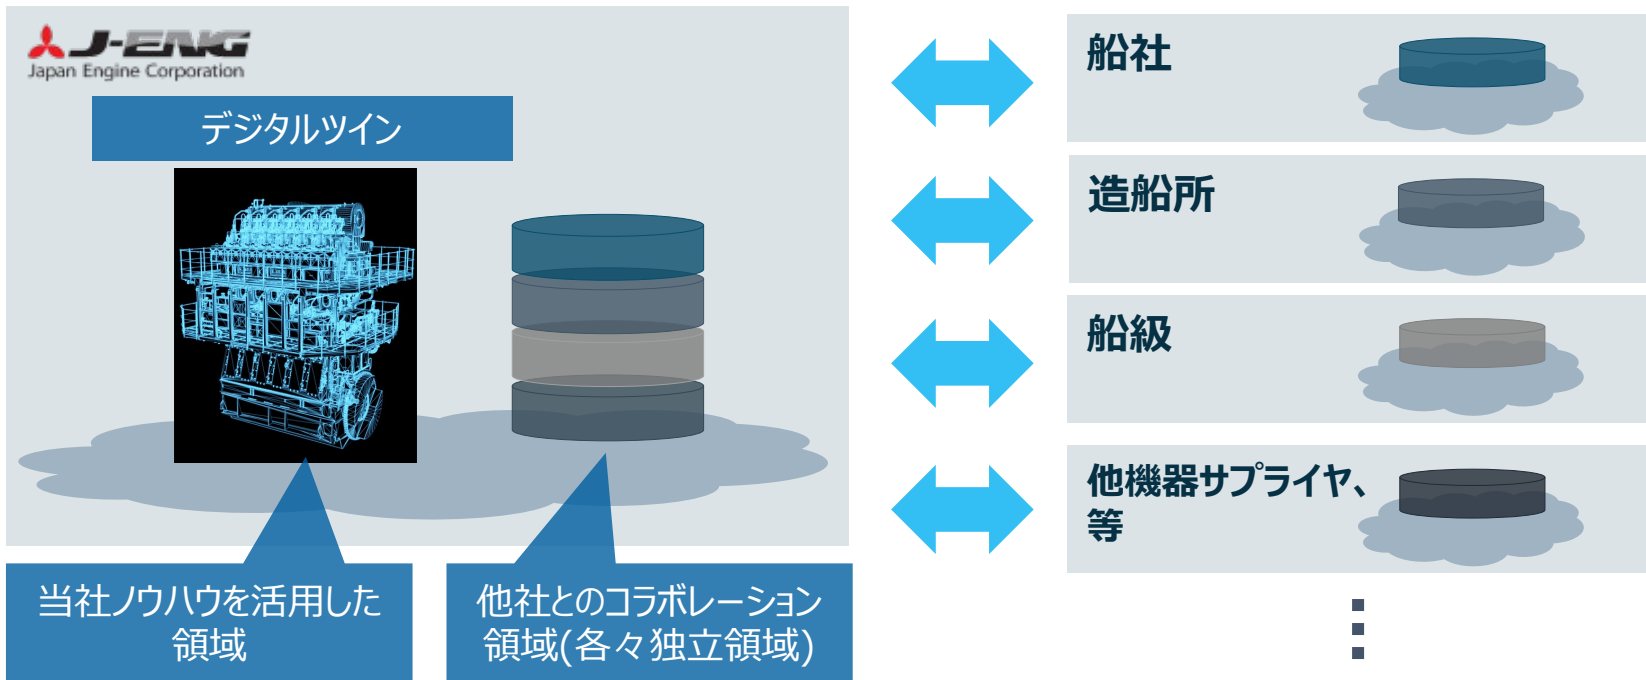 J-ENG
Japan Engine Corporation
デジタルツイン
当社ノウハウを活用した
領域
他社とのコラボレーション
領域(各々独立領域)
船社
造船所
船級
他機器サプライヤ、
等